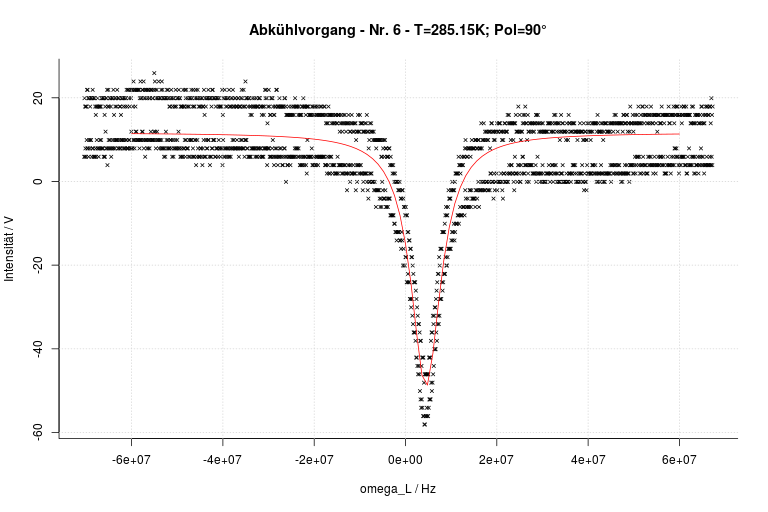 Abkühlvorgang - Nr. 6 - T=285.15K; Pol=90°
Intensität / V
20
0
-20
-40
-60
-6e+07 -4e+07 -2e+07 0e+00 2e+07 4e+07 6e+07
omega_L / Hz